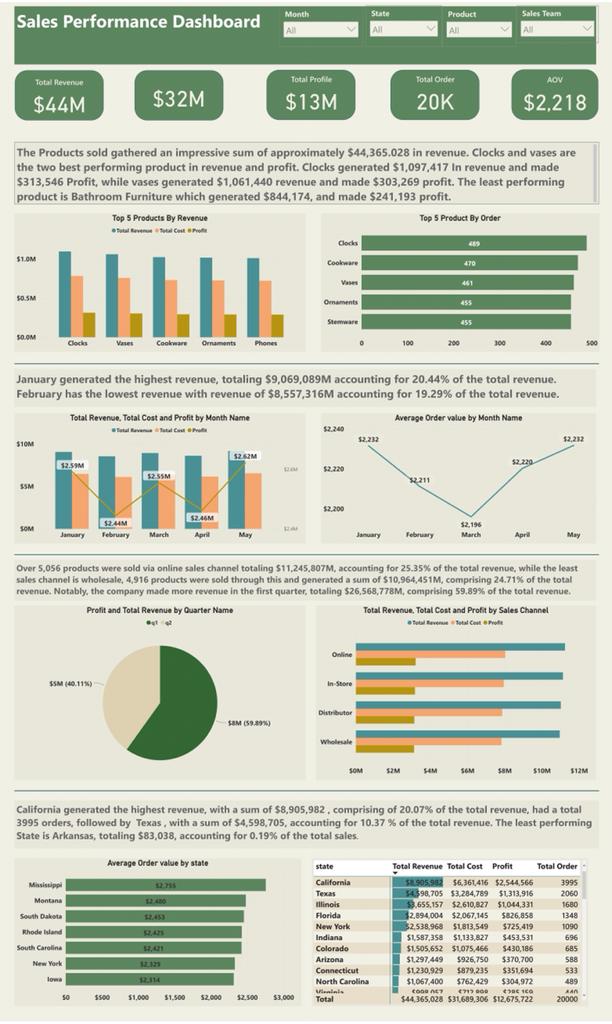 Sales Performance Dashboard
Month
State
Product
Sales Team
All
All
All
All
Total Revenue
$44M
$32M
Total Profile
$13M
Total Order
20K
AOV
$2,218
The Products sold gathered an impressive sum of approximately $44,365.028 in revenue. Clocks and vases are
the two best performing product in revenue and profit. Clocks generated $1,097,417 In revenue and made
$313,546 Profit, while vases generated $1,061,440 revenue and made $303,269 profit. The least performing
product is Bathroom Furniture which generated $844,174, and made $241,193 profit.
Top 5 Products By Revenue
Total Revenue Total Cost Profit
$1.0M
$0.5M
$0.0M
Clocks Vases Cookware Ornaments Phones
Top 5 Product By Order
Clocks 489
Cookware 470
Vases 461
Ornaments 455
Stemware 455
0 100 200 300 400 500
January generated the highest revenue, totaling $9,069,089M accounting for 20.44% of the total revenue.
February has the lowest revenue with revenue of $8,557,316M accounting for 19.29% of the total revenue.
Total Revenue, Total Cost and Profit by Month Name
Total Revenue Total Cost Profit
$10M
$5M
$0M
$2.59M
$2.44M
$2.55M
$2.46M
$2.62M
$2.6M
$2.4M
January February March April May
Average Order value by Month Name
$2,240
$2,220
$2,200
$2,232
$2,211
$2,196
$2,220
$2,232
January February March April May
Over 5,056 products were sold via online sales channel totaling $11,245,807M, accounting for 25.35% of the total revenue, while the least
sales channel is wholesale, 4,916 products were sold through this and generated a sum of $10,964,451M, comprising 24.71% of the total
revenue. Notably, the company made more revenue in the first quarter, totaling $26,568,778M, comprising 59.89% of the total revenue.
Profit and Total Revenue by Quarter Name
q1 q2
$5M (40.11%)
$8M (59.89%)
Total Revenue, Total Cost and Profit by Sales Channel
Total Revenue Total Cost Profit
Online
In-Store
Distributor
Wholesale
$0M $2M $4M $6M $8M $10M $12M
California generated the highest revenue, with a sum of $8,905,982 , comprising of 20.07% of the total revenue, had a total
3995 orders, followed by Texas , with a sum of $4,598,705, accounting for 10.37 % of the total revenue. The least performing
State is Arkansas, totaling $83,038, accounting for 0.19% of the total sales.
Average Order value by state
Mississippi $2,755
Montana $2,480
South Dakota $2,453
Rhode Island $2,425
South Carolina $2,421
New York $2,329
Iowa $2,314
$0 $500 $1,000 $1,500 $2,000 $2,500 $3,000
state Total Revenue Total Cost Profit Total Order
California $8,905,982 $6,361,416 $2,544,566 3995
Texas $4,598,705 $3,284,789 $1,313,916 2060
Illinois $3,655,157 $2,610,827 $1,044,331 1680
Florida $2,894,004 $2,067,145 $826,858 1348
New York $2,538,968 $1,813,549 $725,419 1090
Indiana $1,587,358 $1,133,827 $453,531 696
Colorado $1,505,652 $1,075,466 $430,186 685
Arizona $1,297,449 $926,750 $370,700 588
Connecticut $1,230,929 $879,235 $351,694 533
North Carolina $1,067,400 $762,429 $304,972 489
Total $44,365,028 $31,689,306 $12,675,722 20000